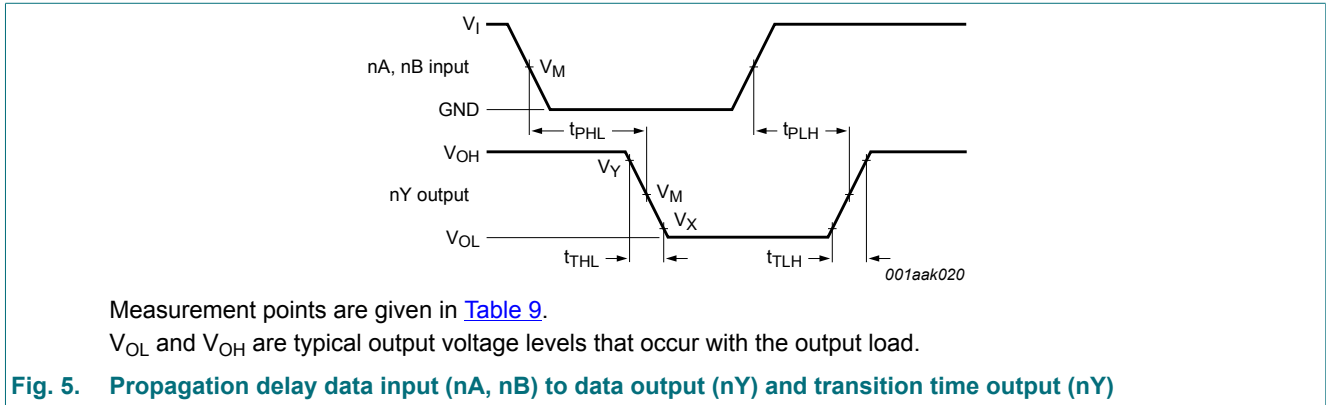 VI
nA, nB input
VM
GND
tPHL
tPLH
VOH
VY
nY output
VM
VX
VOL
tTHL
tTLH
001aak020
Measurement points are given in Table 9.
VOL and VOH are typical output voltage levels that occur with the output load.
Fig. 5. Propagation delay data input (nA, nB) to data output (nY) and transition time output (nY)